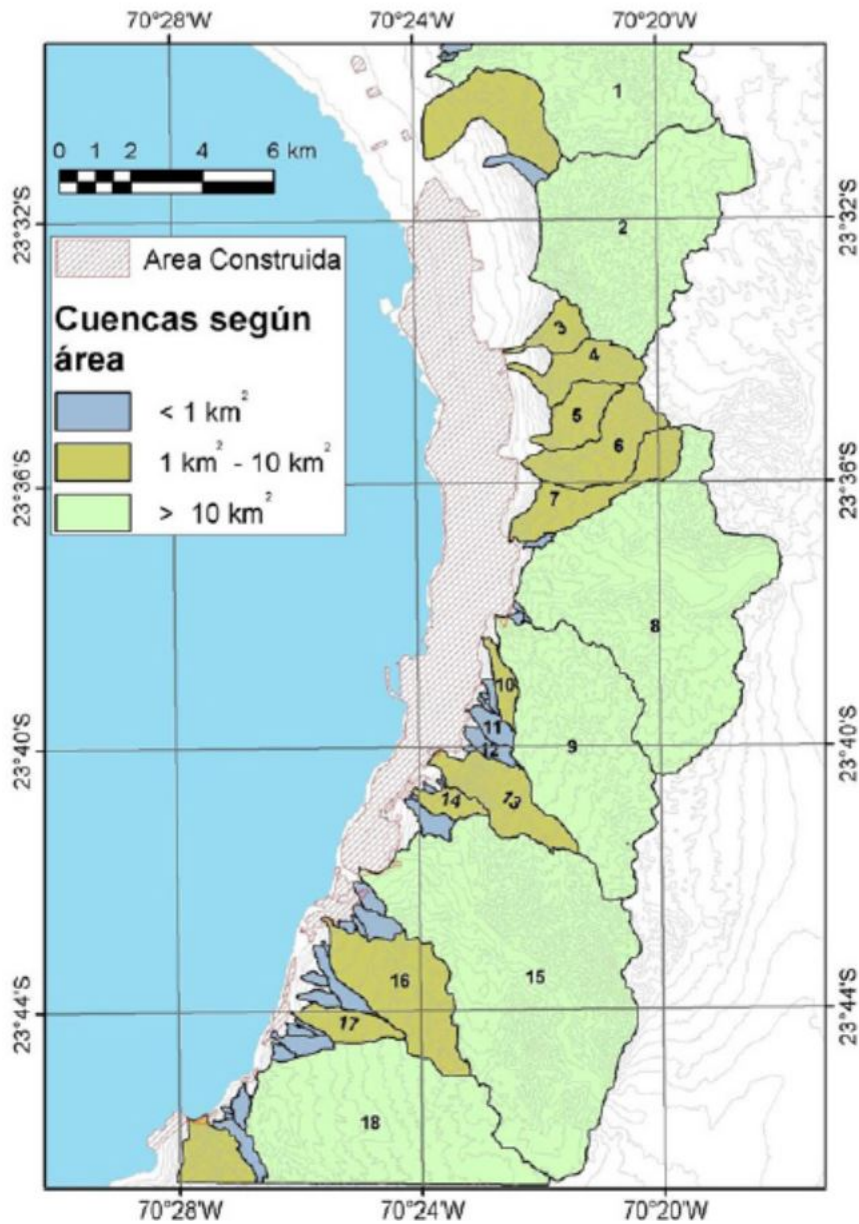 70°28'W 70°24'W 70°20'W
0 1 2 4 6 km
23°32'S 23°32'S
Area Construida
Cuencas según
área
< 1 km²
1 km² - 10 km²
> 10 km²
23°36'S 23°36'S
23°40'S 23°40'S
23°44'S 23°44'S
1
2
3
4
5
6
7
8
9
10
11
12
13
14
15
16
17
18
70°28'W 70°24'W 70°20'W